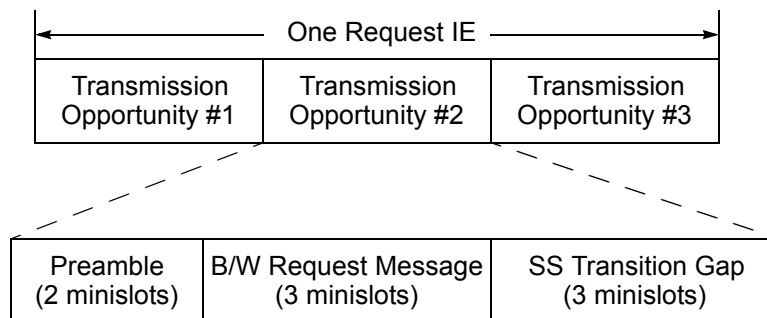 One Request IE
Transmission Opportunity #1
Transmission Opportunity #2
Transmission Opportunity #3
Preamble (2 minislots)
B/W Request Message (3 minislots)
SS Transition Gap (3 minislots)